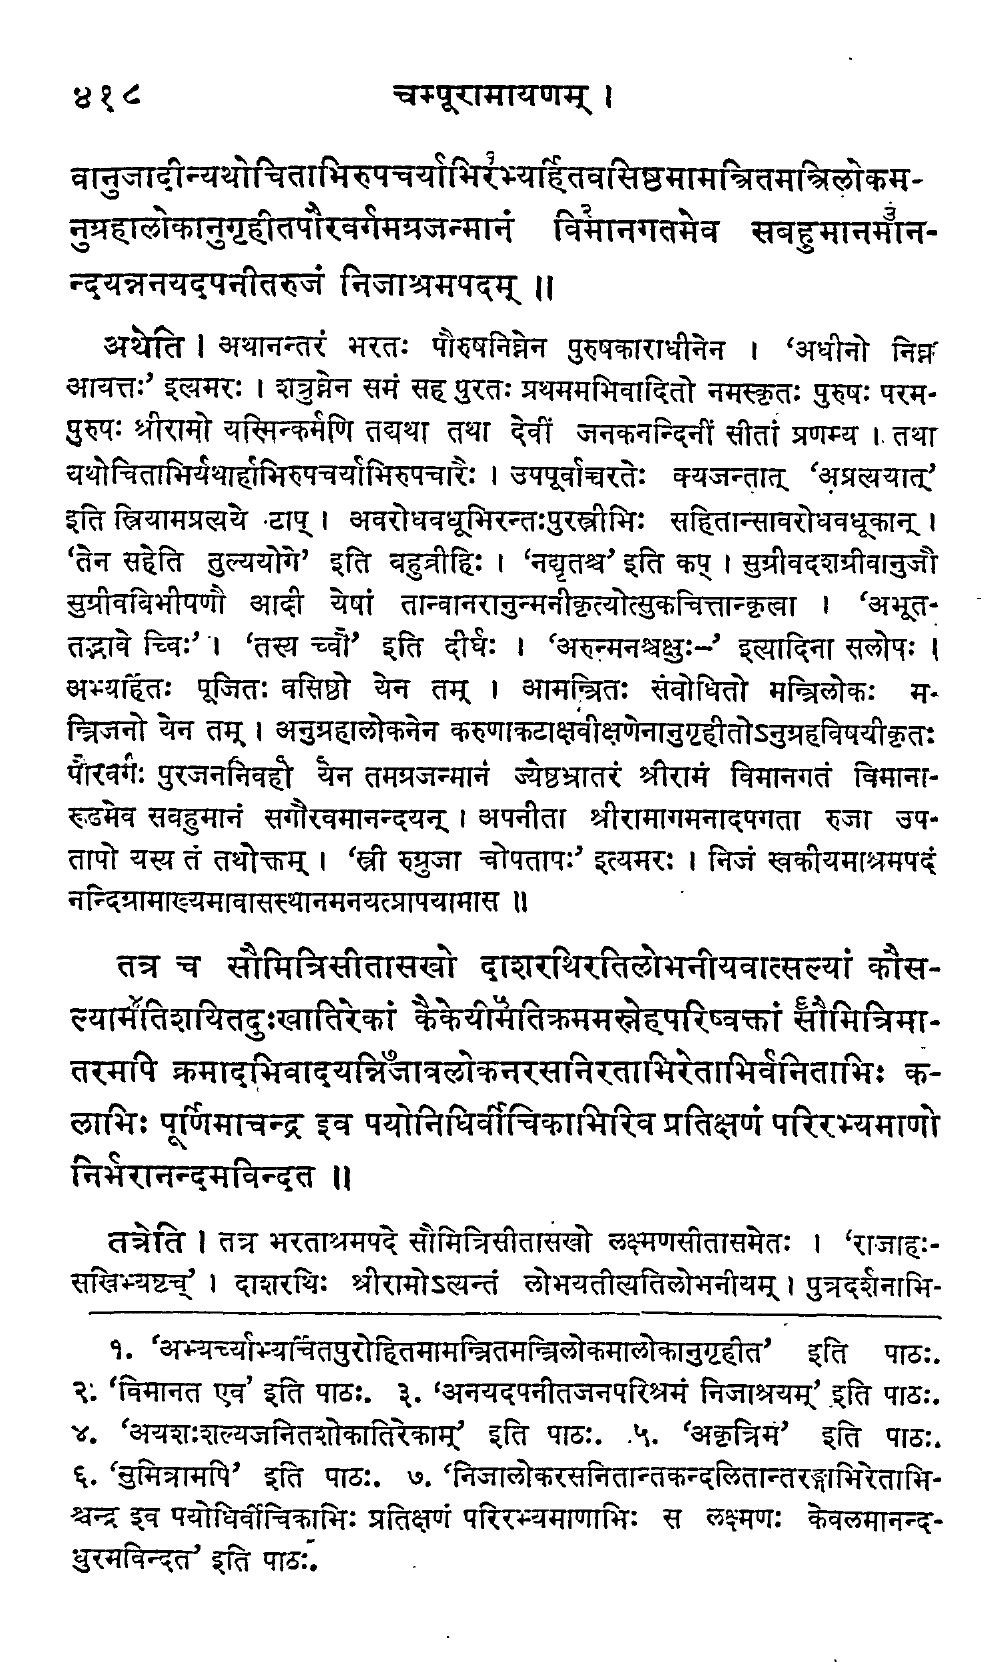 ४१८ चम्पूरामायणम् ।
वानुजादीन्यथोचिताभिरुपचर्याभिरभ्यर्हितवसिष्ठमामन्त्रितमन्त्रिलोकम-
नुग्रहालोकानुगृहीतपौरवर्गमग्रजन्मानं विमानगतमेव सबहुमानमान-
न्दयन्ननयदपनीतरुजं निजाश्रमपदम् ॥
अथेति । अथानन्तरं भरतः पौरुषनिघ्नेन पुरुषकाराधीनेन । ‘अधीनो निघ्न
आयत्तः’ इत्यमरः । शत्रुघ्नेन समं सह पुरतः प्रथममभिवादितो नमस्कृतः पुरुषः परम-
पुरुषः श्रीरामो यस्मिन्कर्मणि तद्यथा तथा देवीं जनकनन्दिनीं सीतां प्रणम्य । तथा
यथोचिताभिर्यथार्हाभिरुपचर्याभिरुपचारैः । उपपूर्वाच्चरतेः क्यजन्तात् ‘अप्रत्ययात्’
इति स्त्रियामप्रत्यये टाप् । अवरोधवधूभिरन्तःपुरस्त्रीभिः सहितान्सावरोधवधूकान् ।
‘तेन सहेति तुल्ययोगे’ इति बहुव्रीहिः । ‘नद्यृतश्च’ इति कप् । सुग्रीवदशग्रीवानुजौ
सुग्रीवविभीषणौ आदी येषां तान्वानरानुन्मनीकृत्योत्सुकचित्तान्कृत्वा । ‘अभूत-
तद्भावे च्विः’ । ‘तस्य च्वौ’ इति दीर्घः । ‘अरुन्मनश्चक्षुः-’ इत्यादिना सलोपः ।
अभ्यर्हितः पूजितः वसिष्ठो येन तम् । आमन्त्रितः संबोधितो मन्त्रिलोकः म-
न्त्रिजनो येन तम् । अनुग्रहालोकनेन करुणाकटाक्षवीक्षणेनानुगृहीतोऽनुग्रहविषयीकृतः
पौरवर्गः पुरजननिवहो येन तमग्रजन्मानं ज्येष्ठभ्रातरं श्रीरामं विमानगतं विमाना-
रूढमेव सबहुमानं सगौरवमानन्दयन् । अपनीता श्रीरामागमनादपगता रुजा उप-
तापो यस्य तं तथोक्तम् । ‘स्त्री रुग्रुजा चोपतापः’ इत्यमरः । निजं स्वकीयमाश्रमपदं
नन्दिग्रामाख्यमावासस्थानमनयत्प्रापयामास ॥
तत्र च सौमित्रिसीतासखो दाशरथिरतिलोभनीयवात्सल्यां कौस-
ल्यामतिशयितदुःखातिरेकां कैकेयीमतिक्रममस्नेहपरिष्वक्तां सौमित्रिमा-
तरमपि क्रमादभिवादयन्निजावलोकनरसानिरताभिरेताभिर्वनिताभिः क-
लाभिः पूर्णिमाचन्द्र इव पयोनिधिर्वीचिकाभिरिव प्रतिक्षणं परिरभ्यमाणो
निर्भरानन्दमविन्दत ॥
तत्रेति । तत्र भरताश्रमपदे सौमित्रिसीतासखो लक्ष्मणसीतासमेतः । ‘राजाहः-
सखिभ्यष्टच्’ । दाशरथिः श्रीरामोऽत्यन्तं लोभयतीत्यतिलोभनीयम् । पुत्रदर्शनाभि-
१. ‘अभ्यर्च्याभ्यर्चितपुरोहितमामन्त्रितमन्त्रिलोकमालोकानुगृहीत’ इति पाठः.
२. ‘विमानत एव’ इति पाठः. ३. ‘अनयदपनीतजनपरिश्रमं निजाश्रयम्’ इति पाठः.
४. ‘अयशःशल्यजनितशोकातिरेकाम्’ इति पाठः. ५. ‘अकृत्रिम’ इति पाठः.
६. ‘सुमित्रामपि’ इति पाठः. ७. ‘निजालोकरसनितान्तकन्दलितान्तरङ्गाभिरेताभि-
श्चन्द्र इव पयोधिर्वीचिकाभिः प्रतिक्षणं परिरभ्यमाणाभिः स लक्ष्मणः केवलमानन्द-
धुरमविन्दत’ इति पाठः.